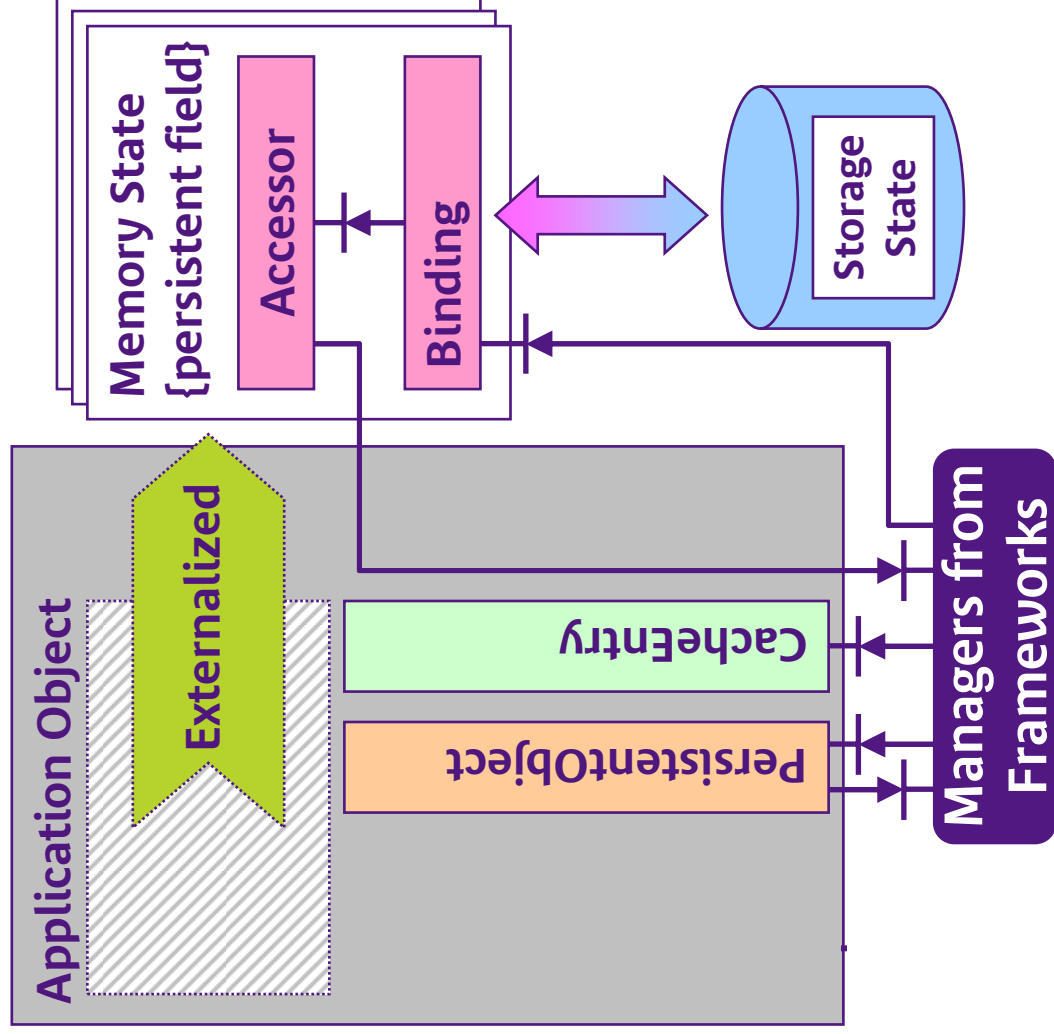 Application Object
Externalized
PersistentObject
CacheEntry
Memory State
{persistent field}
Accessor
Binding
Storage
State
Managers from
Frameworks